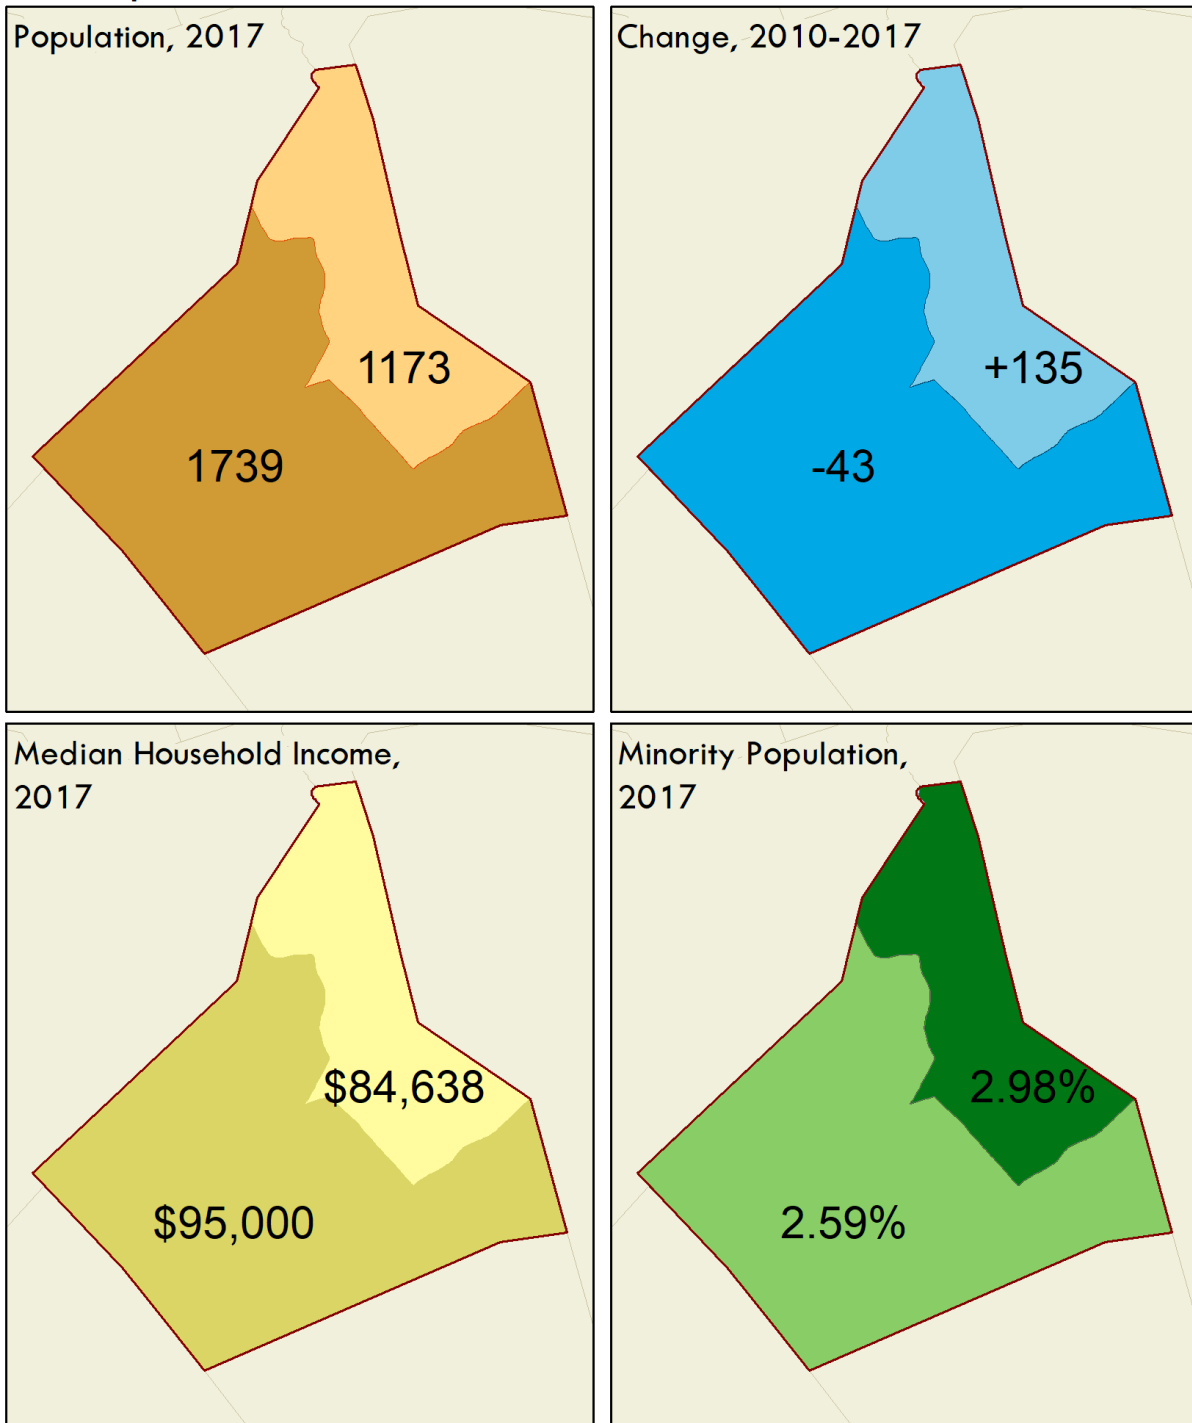 Population, 2017
Change, 2010-2017
1173
+135
1739
-43
Median Household Income,
2017
Minority Population,
2017
$84,638
2.98%
$95,000
2.59%